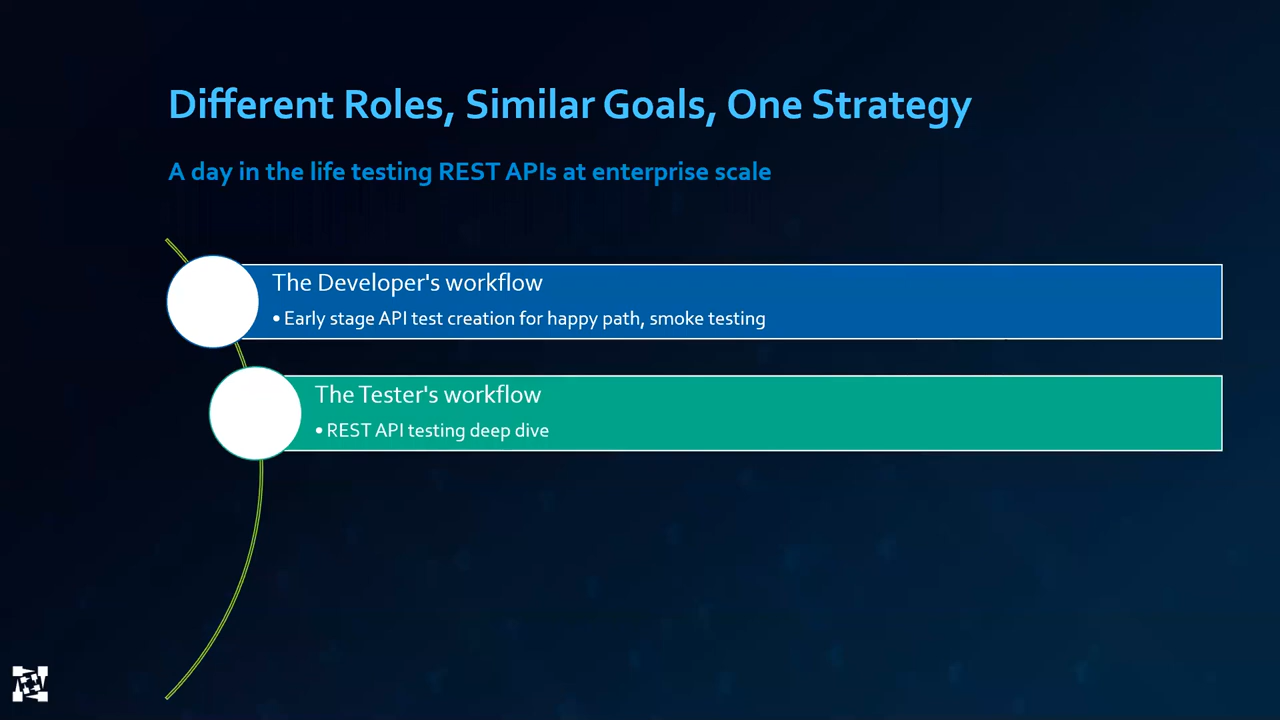 Different Roles, Similar Goals, One Strategy
A day in the life testing REST APIs at enterprise scale
The Developer's workflow
• Early stage API test creation for happy path, smoke testing
The Tester's workflow
• REST API testing deep dive